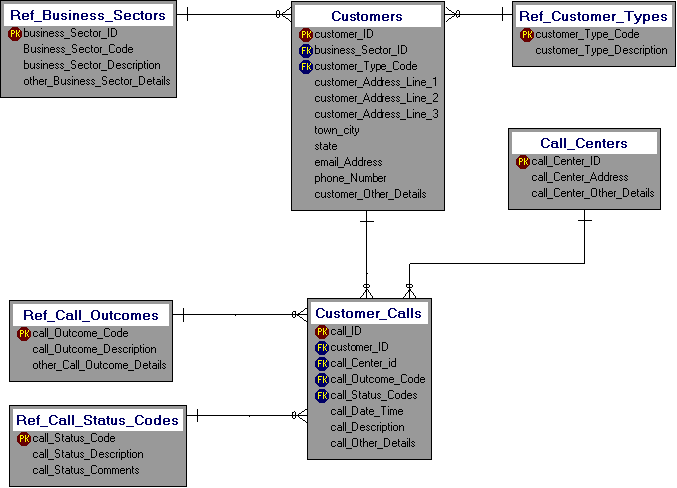 Ref_Business_Sectors
PK business_Sector_ID
Business_Sector_Code
business_Sector_Description
other_Business_Sector_Details
Customers
PK customer_ID
FK business_Sector_ID
FK customer_Type_Code
customer_Address_Line_1
customer_Address_Line_2
customer_Address_Line_3
town_city
state
email_Address
phone_Number
customer_Other_Details
Ref_Customer_Types
PK customer_Type_Code
customer_Type_Description
Call_Centers
PK call_Center_ID
call_Center_Address
call_Center_Other_Details
Ref_Call_Outcomes
PK call_Outcome_Code
call_Outcome_Description
other_Call_Outcome_Details
Customer_Calls
PK call_ID
FK customer_ID
FK call_Center_id
FK call_Outcome_Code
FK call_Status_Codes
call_Date_Time
call_Description
call_Other_Details
Ref_Call_Status_Codes
PK call_Status_Code
call_Status_Description
call_Status_Comments